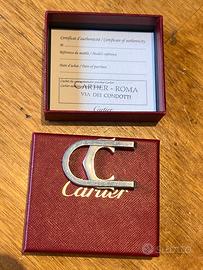 Certificat d'authenticité / Certificate of authenticity
N°
Référence du modèle / Model's reference
Date d'achat / Date of purchase
CARTIER - ROMA
VIA DEI CONDOTTI
Cartier
Cartier
subito